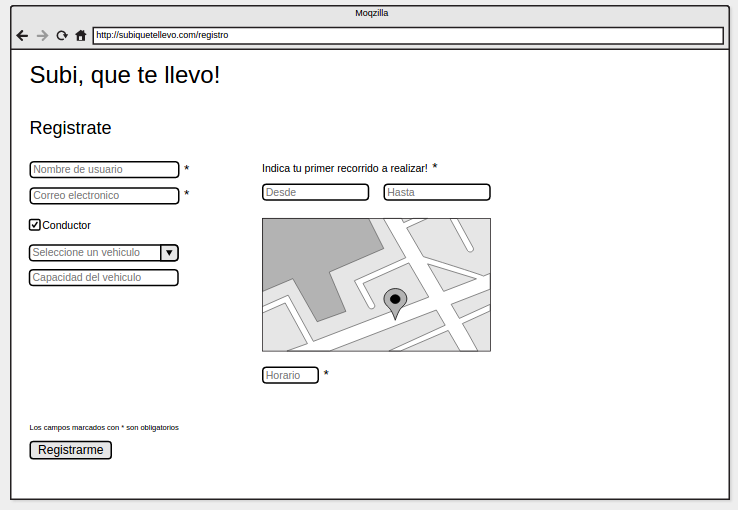 Moqzilla
http://subiquetellevo.com/registro
Subi, que te llevo!
Registrate
Nombre de usuario *
Correo electronico *
Conductor
Seleccione un vehiculo
Capacidad del vehiculo
Indica tu primer recorrido a realizar! *
Desde Hasta
Horario *
Los campos marcados con * son obligatorios
Registrarme